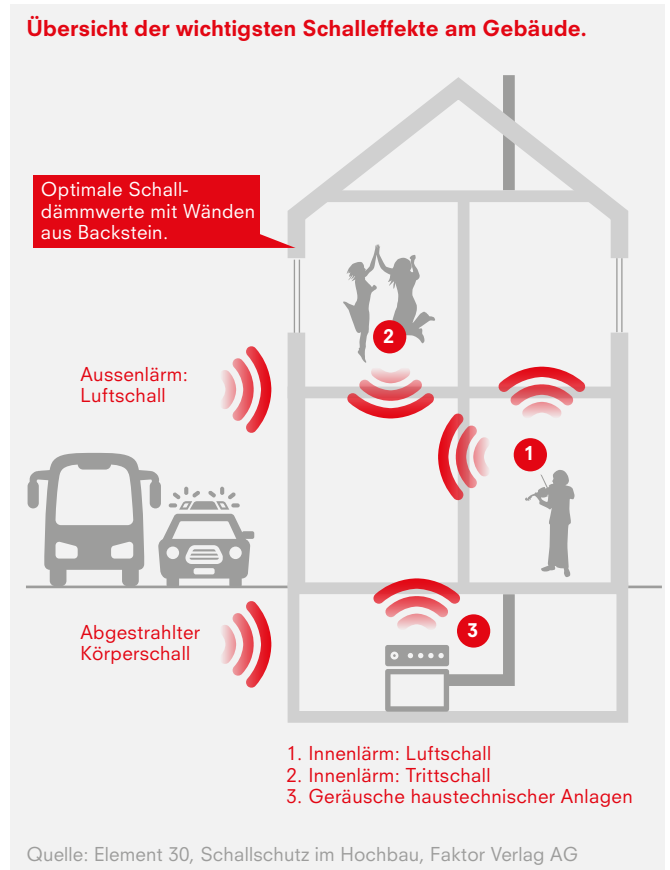 Übersicht der wichtigsten Schalleffekte am Gebäude.
Optimale Schall-
dämmwerte mit Wänden
aus Backstein.
2
Aussenlärm:
Luftschall
1
Abgestrahlter
Körperschall
3
1. Innenlärm: Luftschall
2. Innenlärm: Trittschall
3. Geräusche haustechnischer Anlagen
Quelle: Element 30, Schallschutz im Hochbau, Faktor Verlag AG